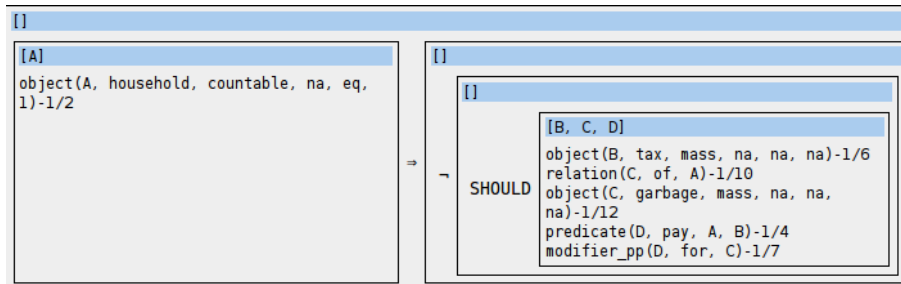 []
[A]
object(A, household, countable, na, eq,
1)-1/2
⇒
[]
¬
[]
SHOULD
[B, C, D]
object(B, tax, mass, na, na, na)-1/6
relation(C, of, A)-1/10
object(C, garbage, mass, na, na,
na)-1/12
predicate(D, pay, A, B)-1/4
modifier_pp(D, for, C)-1/7